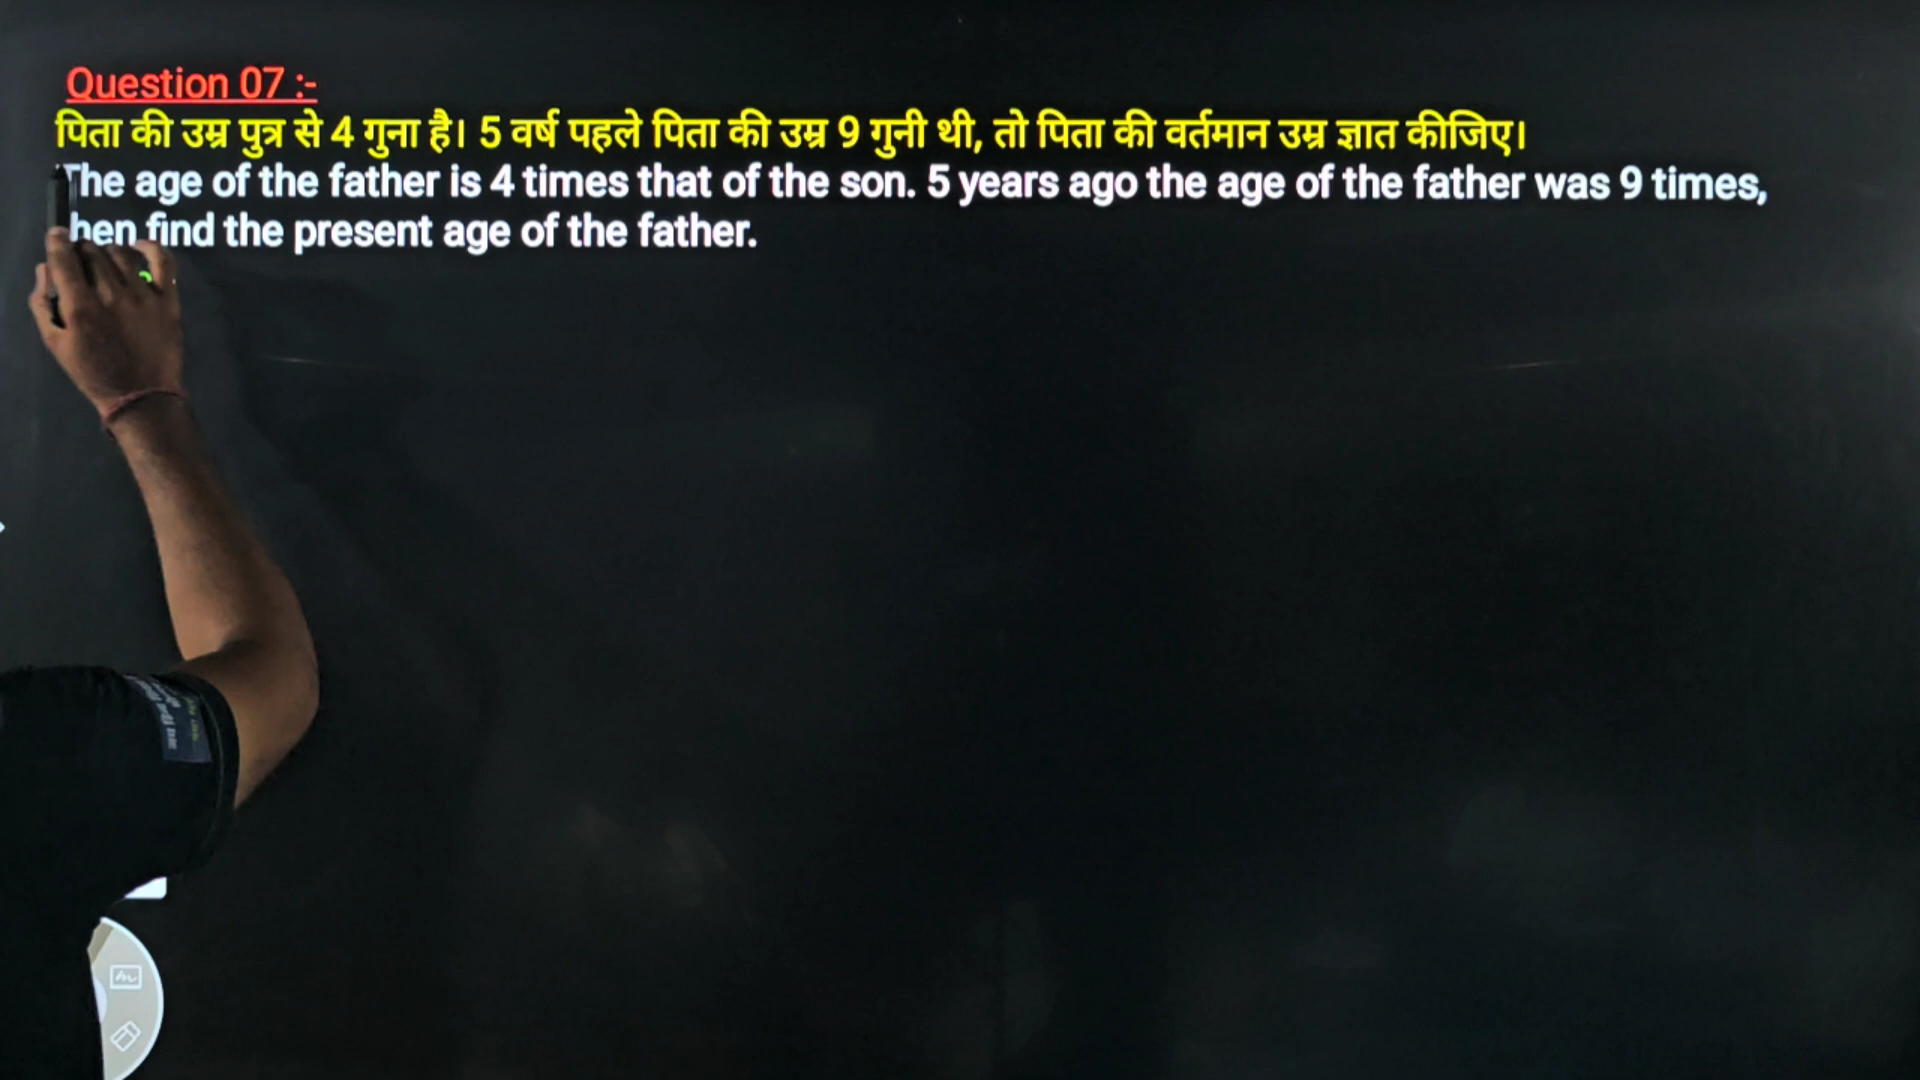 Question 07 :-
पिता की उम्र पुत्र से 4 गुना है। 5 वर्ष पहले पिता की उम्र 9 गुनी थी, तो पिता की वर्तमान उम्र ज्ञात कीजिए।
The age of the father is 4 times that of the son. 5 years ago the age of the father was 9 times,
hen find the present age of the father.